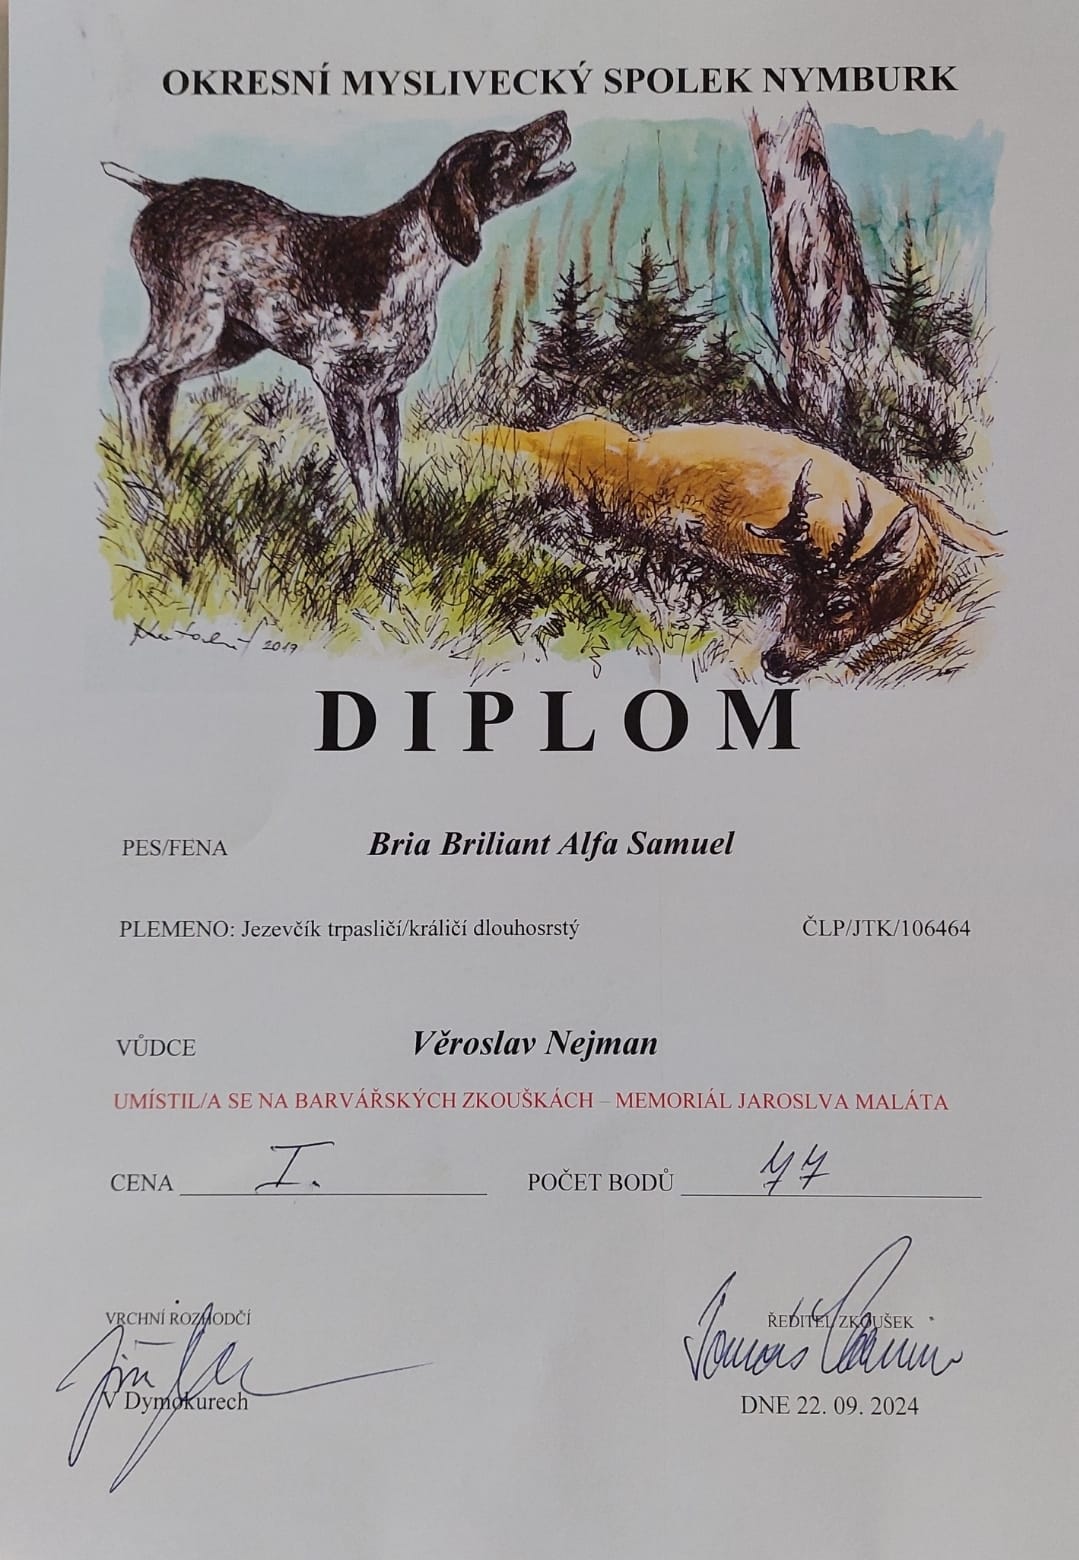 OKRESNÍ MYSLIVECKÝ SPOLEK NYMBURK
2019
DIPLOM
PES/FENA Bria Briliant Alfa Samuel
PLEMENO: Jezevčík trpasličí/králičí dlouhosrstý ČLP/JTK/106464
VŮDCE Věroslav Nejman
UMÍSTIL/A SE NA BARVÁŘSKÝCH ZKOUŠKÁCH – MEMORIÁL JAROSLVA MALÁTA
CENA I. POČET BODŮ 77
VRCHNÍ ROZHODČÍ ŘEDITEL ZKOUŠEK
Jiří Tomáš
V Dymokurech DNE 22. 09. 2024